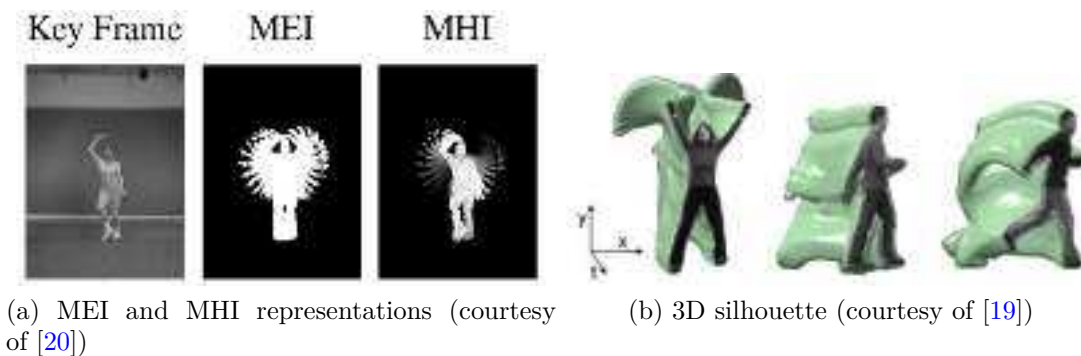 Key Frame MEI MHI
Y
X
t
(a) MEI and MHI representations (courtesy
of [20])
(b) 3D silhouette (courtesy of [19])